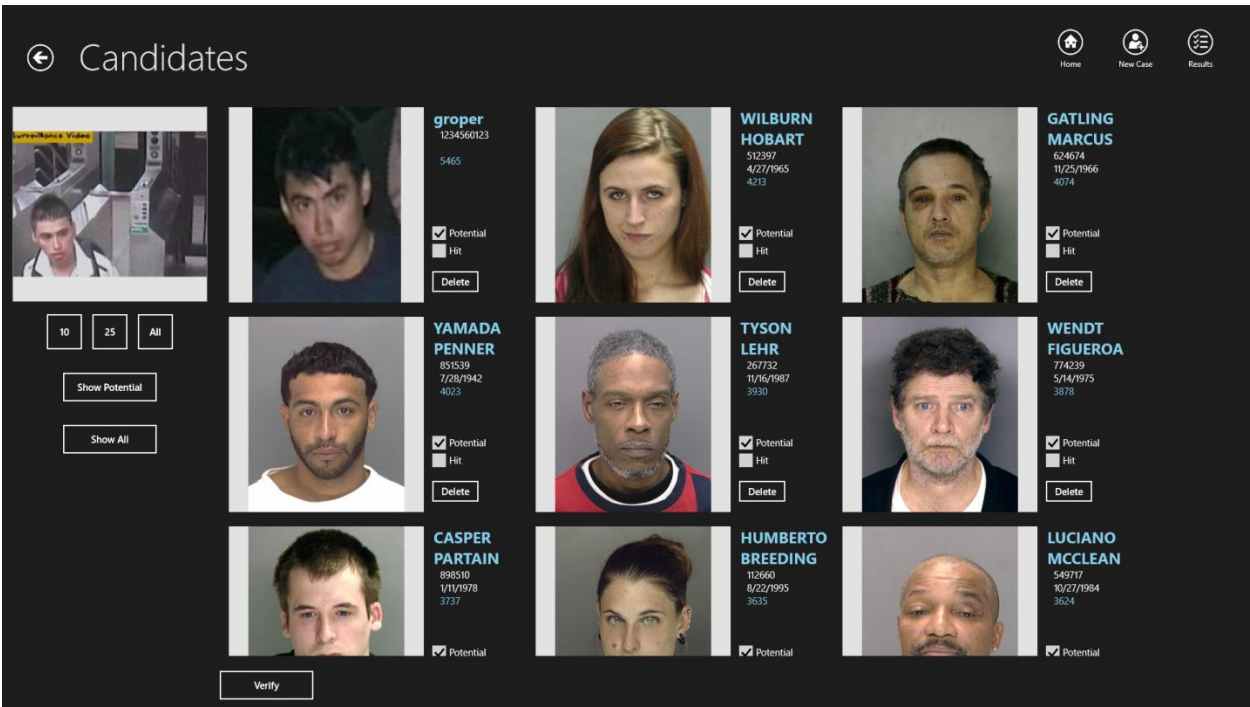 Candidates
Home
New Case
Results
Surveillance Video
10
25
All
Show Potential
Show All
groper
1234560123
5465
Potential
Hit
Delete
WILBURN
HOBART
512397
4/27/1965
4213
Potential
Hit
Delete
GATLING
MARCUS
624674
11/25/1966
4074
Potential
Hit
Delete
YAMADA
PENNER
851539
7/28/1942
4023
Potential
Hit
Delete
TYSON
LEHR
267732
11/16/1987
3930
Potential
Hit
Delete
WENDT
FIGUEROA
774239
5/14/1975
3878
Potential
Hit
Delete
CASPER
PARTAIN
898510
1/11/1978
3737
Potential
HUMBERTO
BREEDING
112660
8/22/1995
3635
Potential
LUCIANO
MCCLEAN
549717
10/27/1984
3624
Potential
Verify